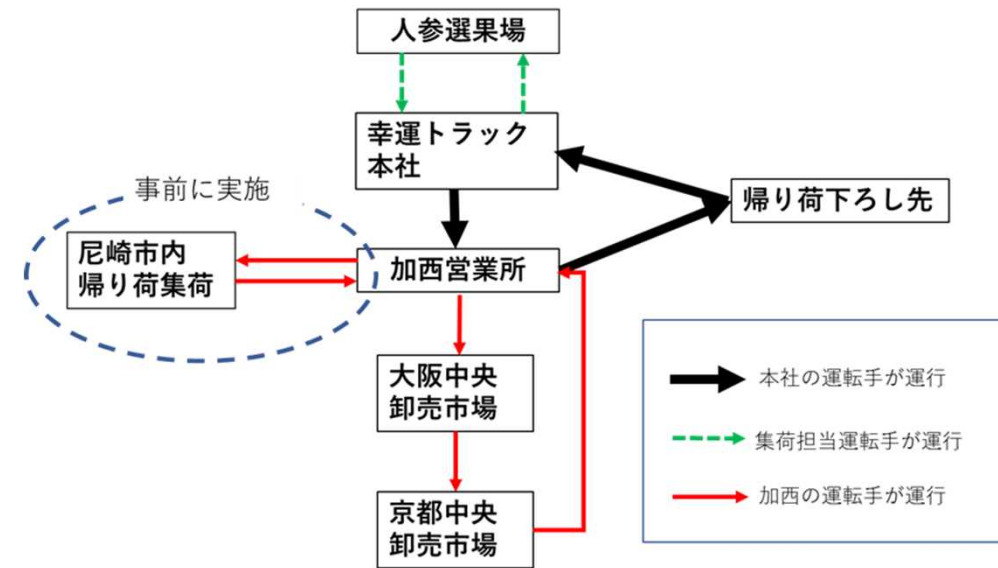 人参選果場
幸運トラック
本社
事前に実施
帰り荷下ろし先
尼崎市内
帰り荷集荷
加西営業所
大阪中央
卸売市場
京都中央
卸売市場
本社の運転手が運行
集荷担当運転手が運行
加西の運転手が運行